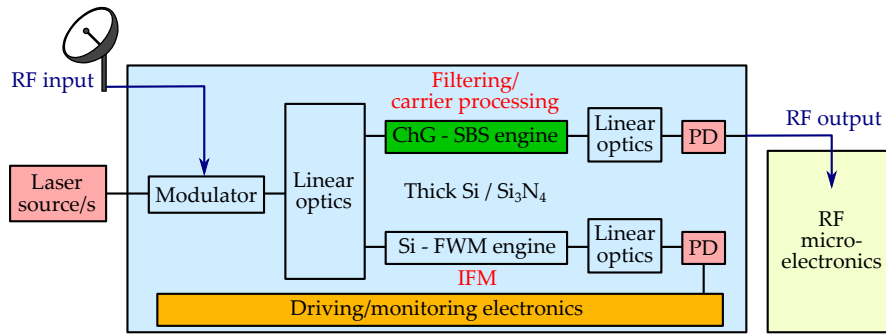 RF input
Filtering/
carrier processing
RF output
ChG - SBS engine
Linear
optics
PD
Laser
source/s
Modulator
Linear
optics
Thick Si / Si₃N₄
RF
micro-
electronics
Si - FWM engine
Linear
optics
PD
IFM
Driving/monitoring electronics